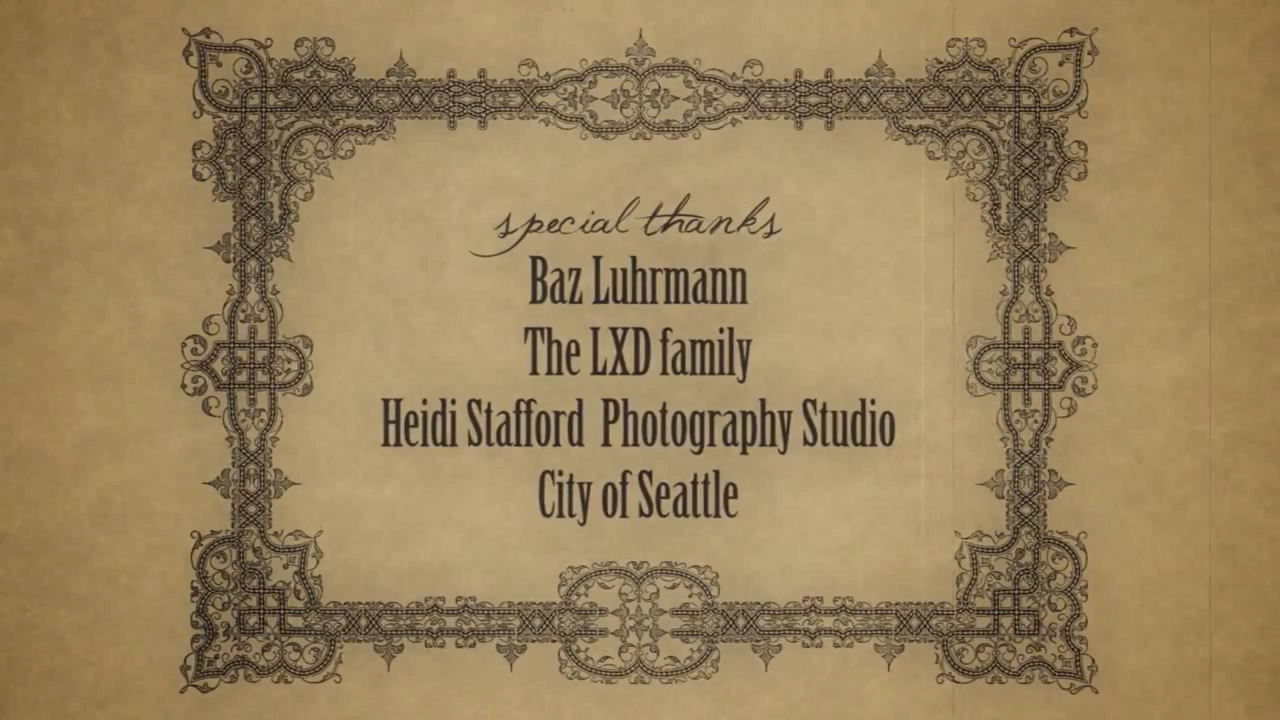 special thanks
Baz Luhrmann
The LXD family
Heidi Stafford Photography Studio
City of Seattle